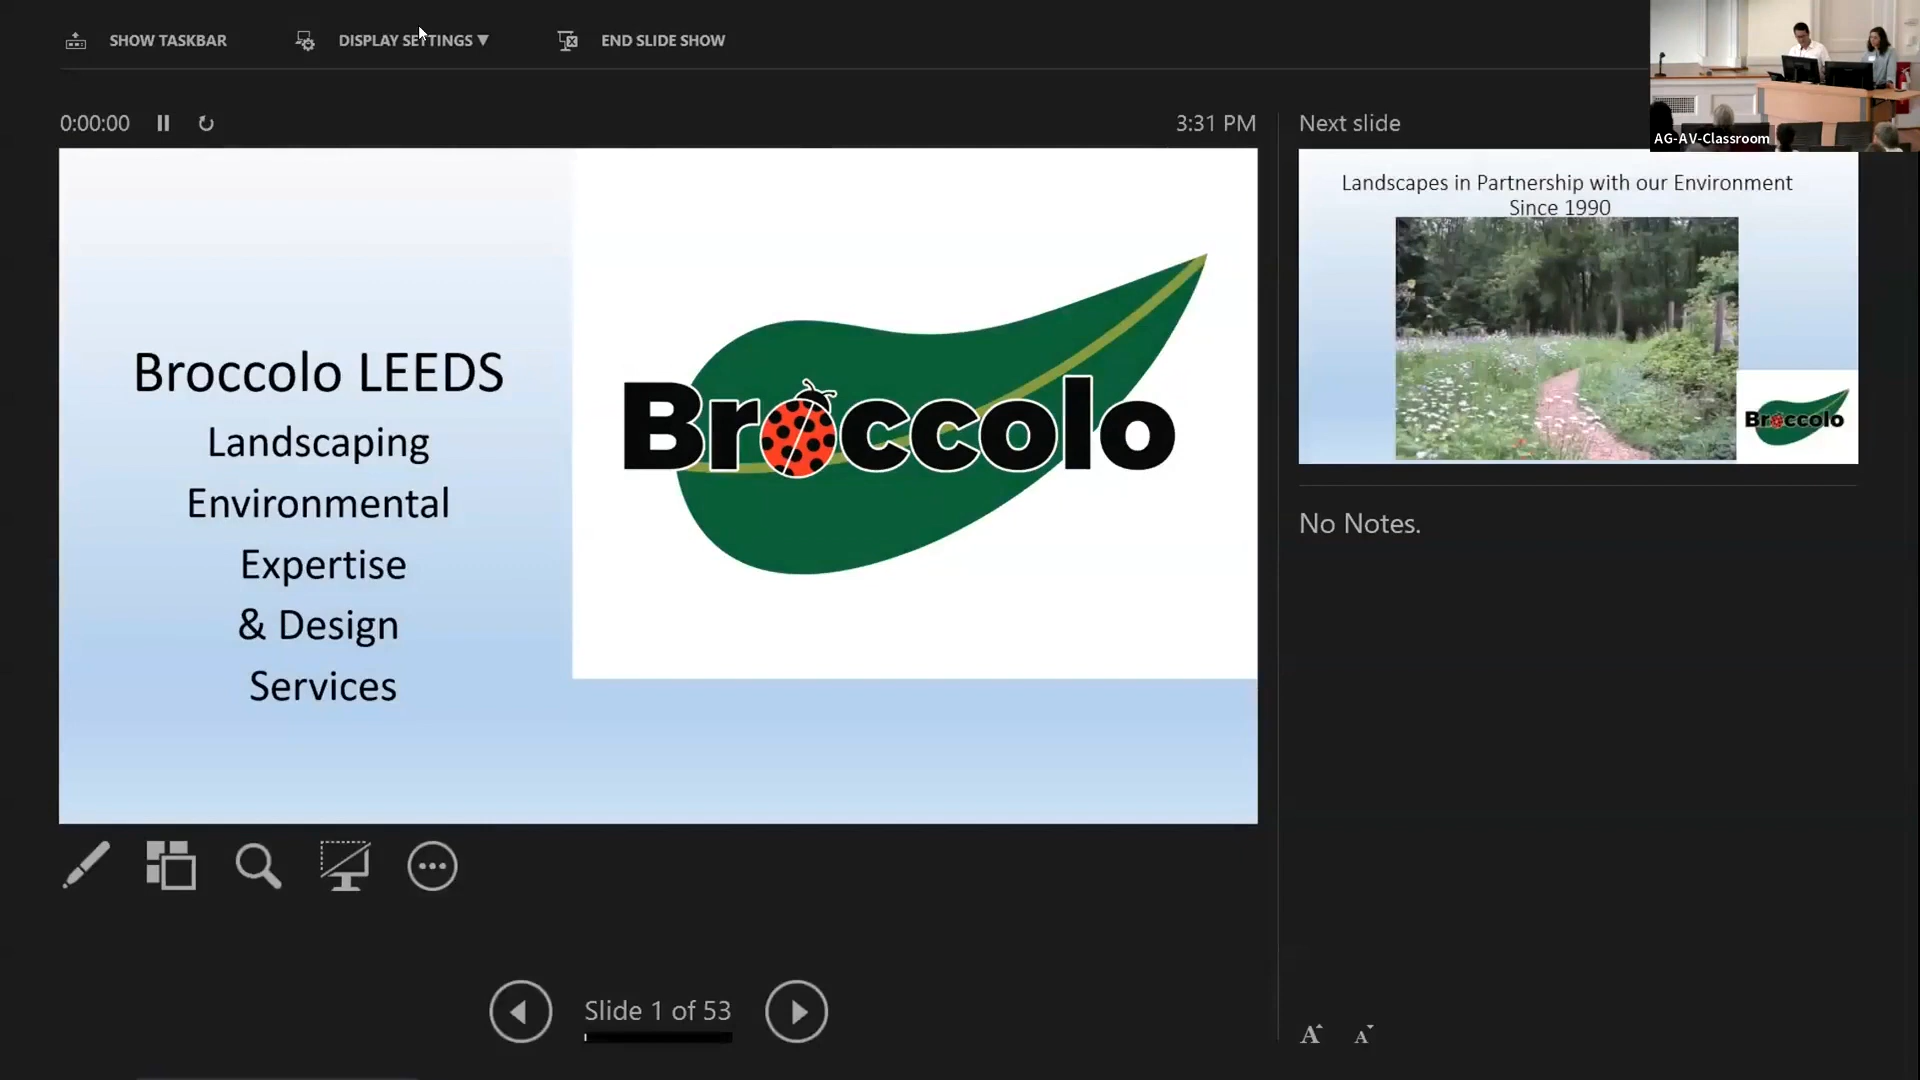 SHOW TASKBAR
DISPLAY SETTINGS ▼
END SLIDE SHOW
AG-AV-Classroom
0:00:00
3:31 PM
Next slide
Broccolo LEEDS
Landscaping
Environmental
Expertise
& Design
Services
Broccolo
Landscapes in Partnership with our Environment
Since 1990
Broccolo
No Notes.
Slide 1 of 53
A A